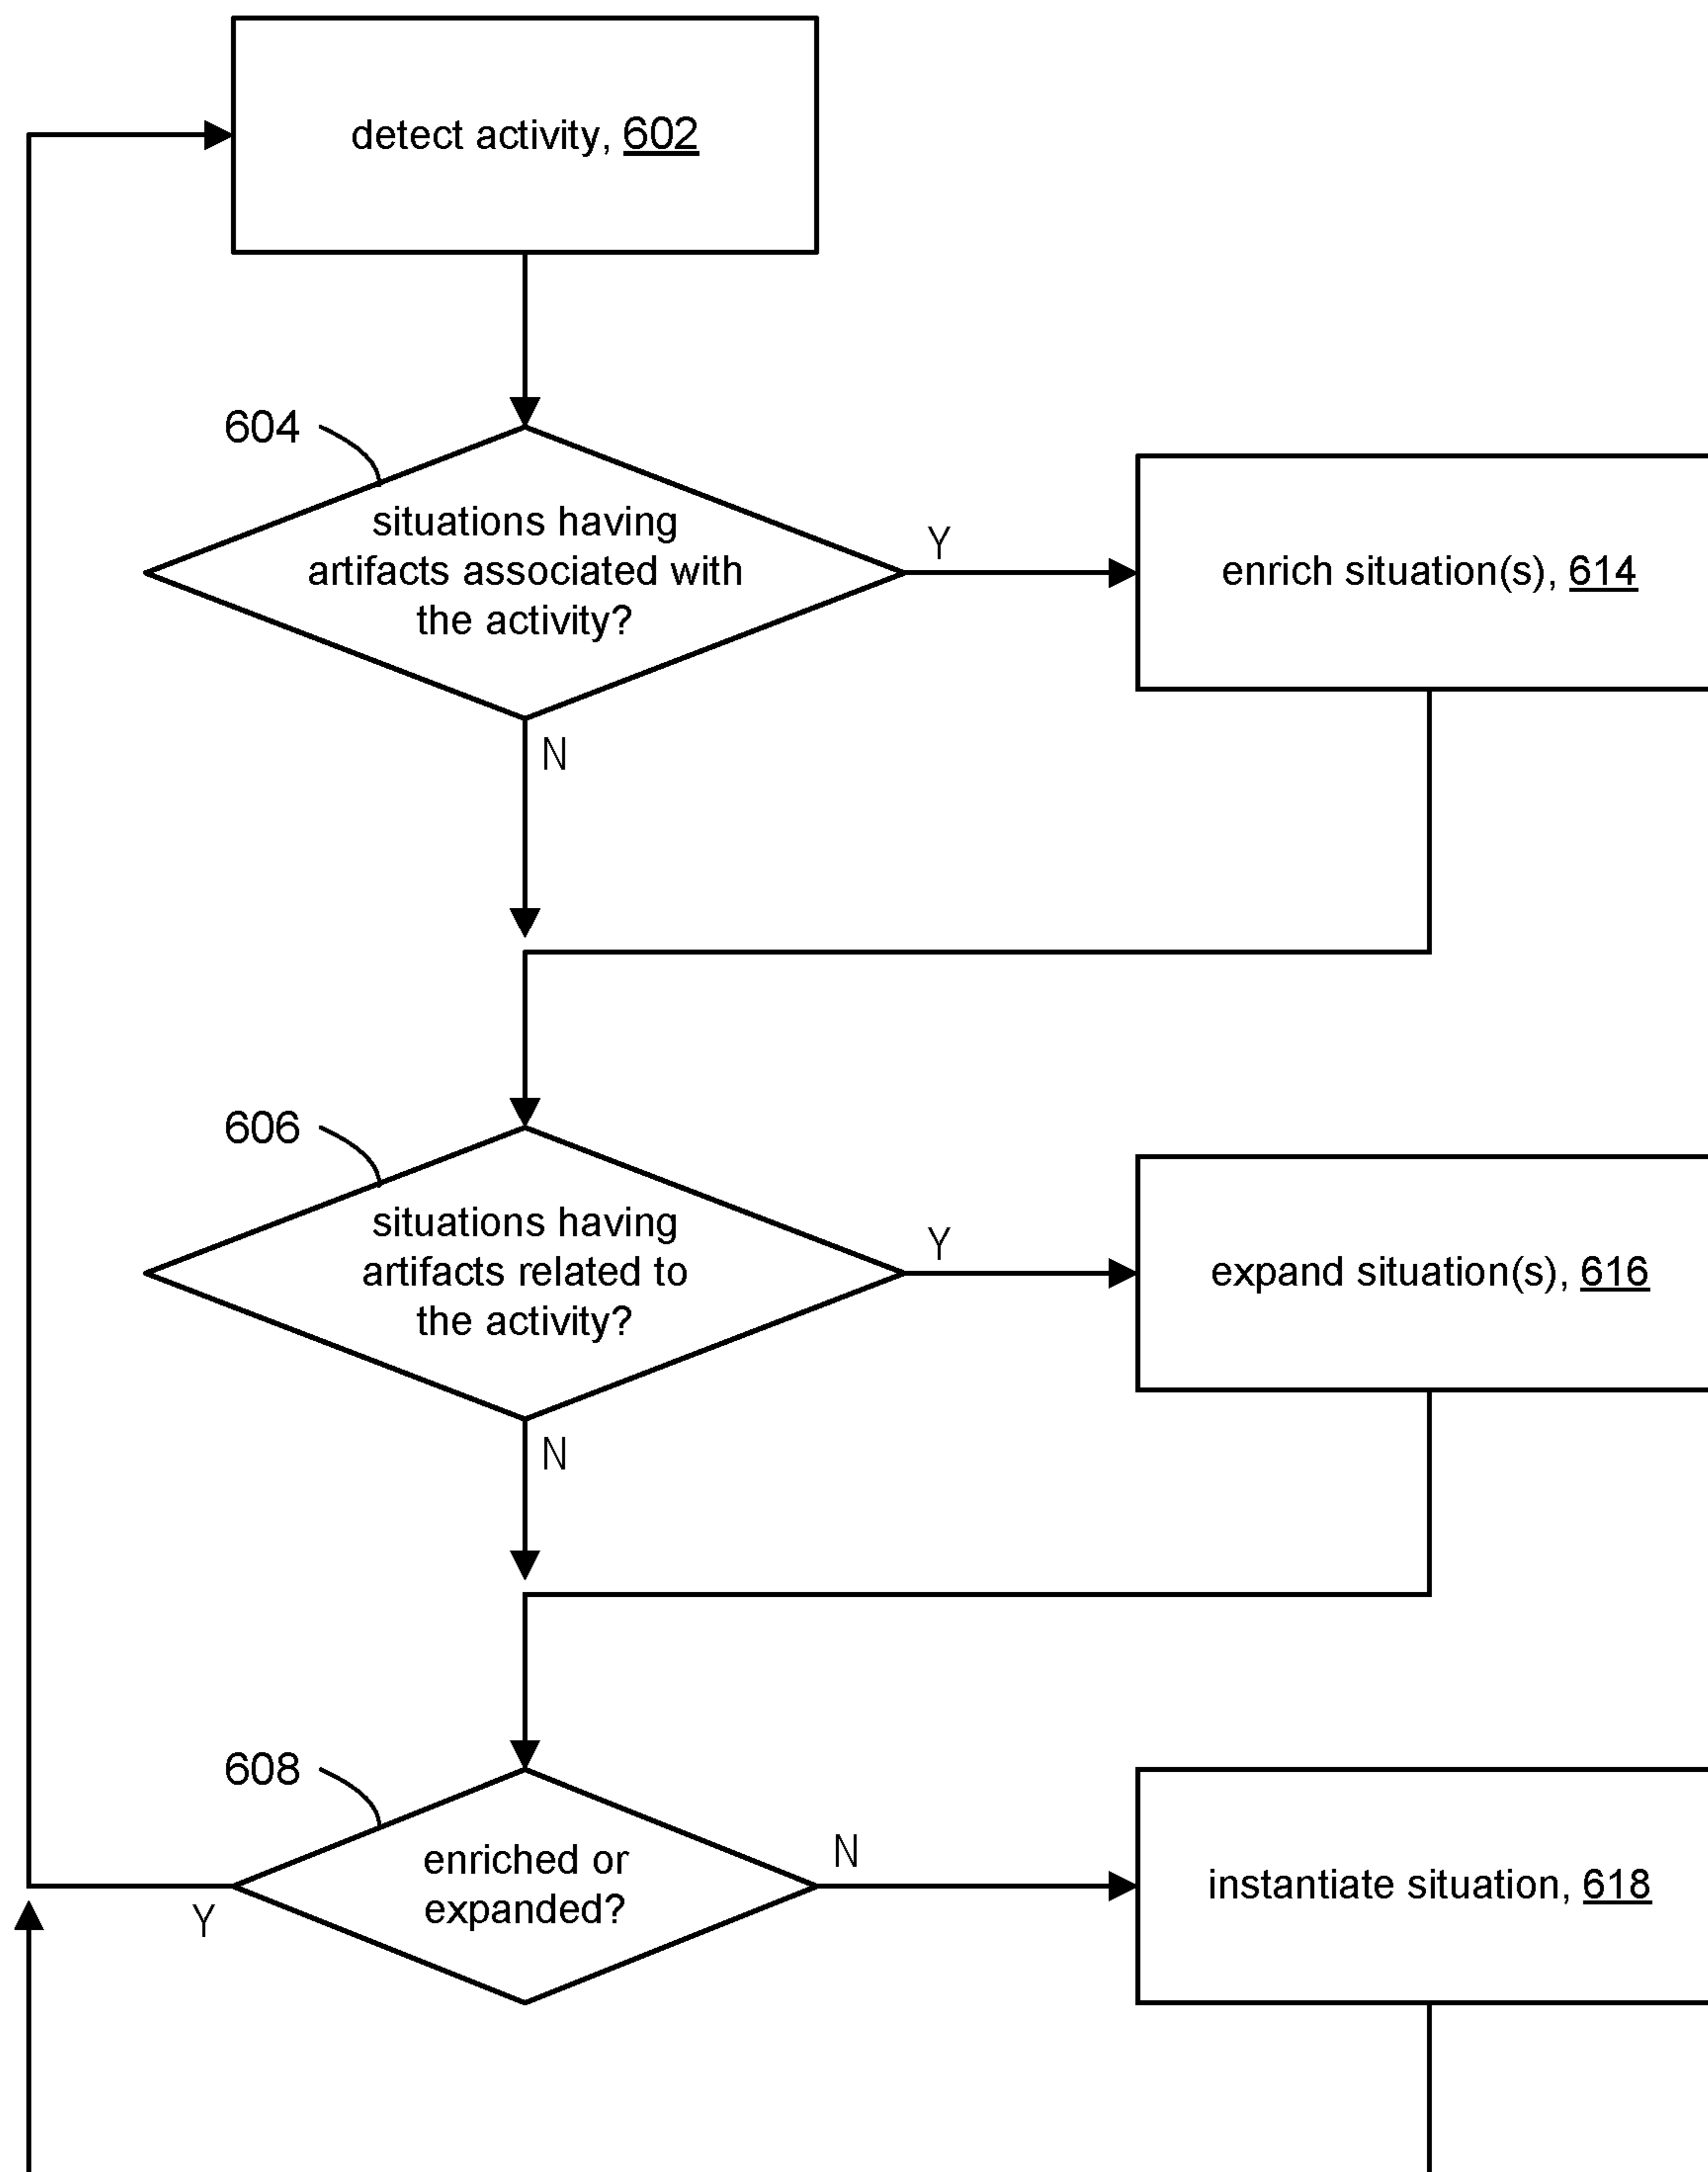 detect activity, 602
604
situations having
artifacts associated with
the activity?
Y
enrich situation(s), 614
N
606
situations having
artifacts related to
the activity?
Y
expand situation(s), 616
N
608
enriched or
expanded?
N
instantiate situation, 618
Y